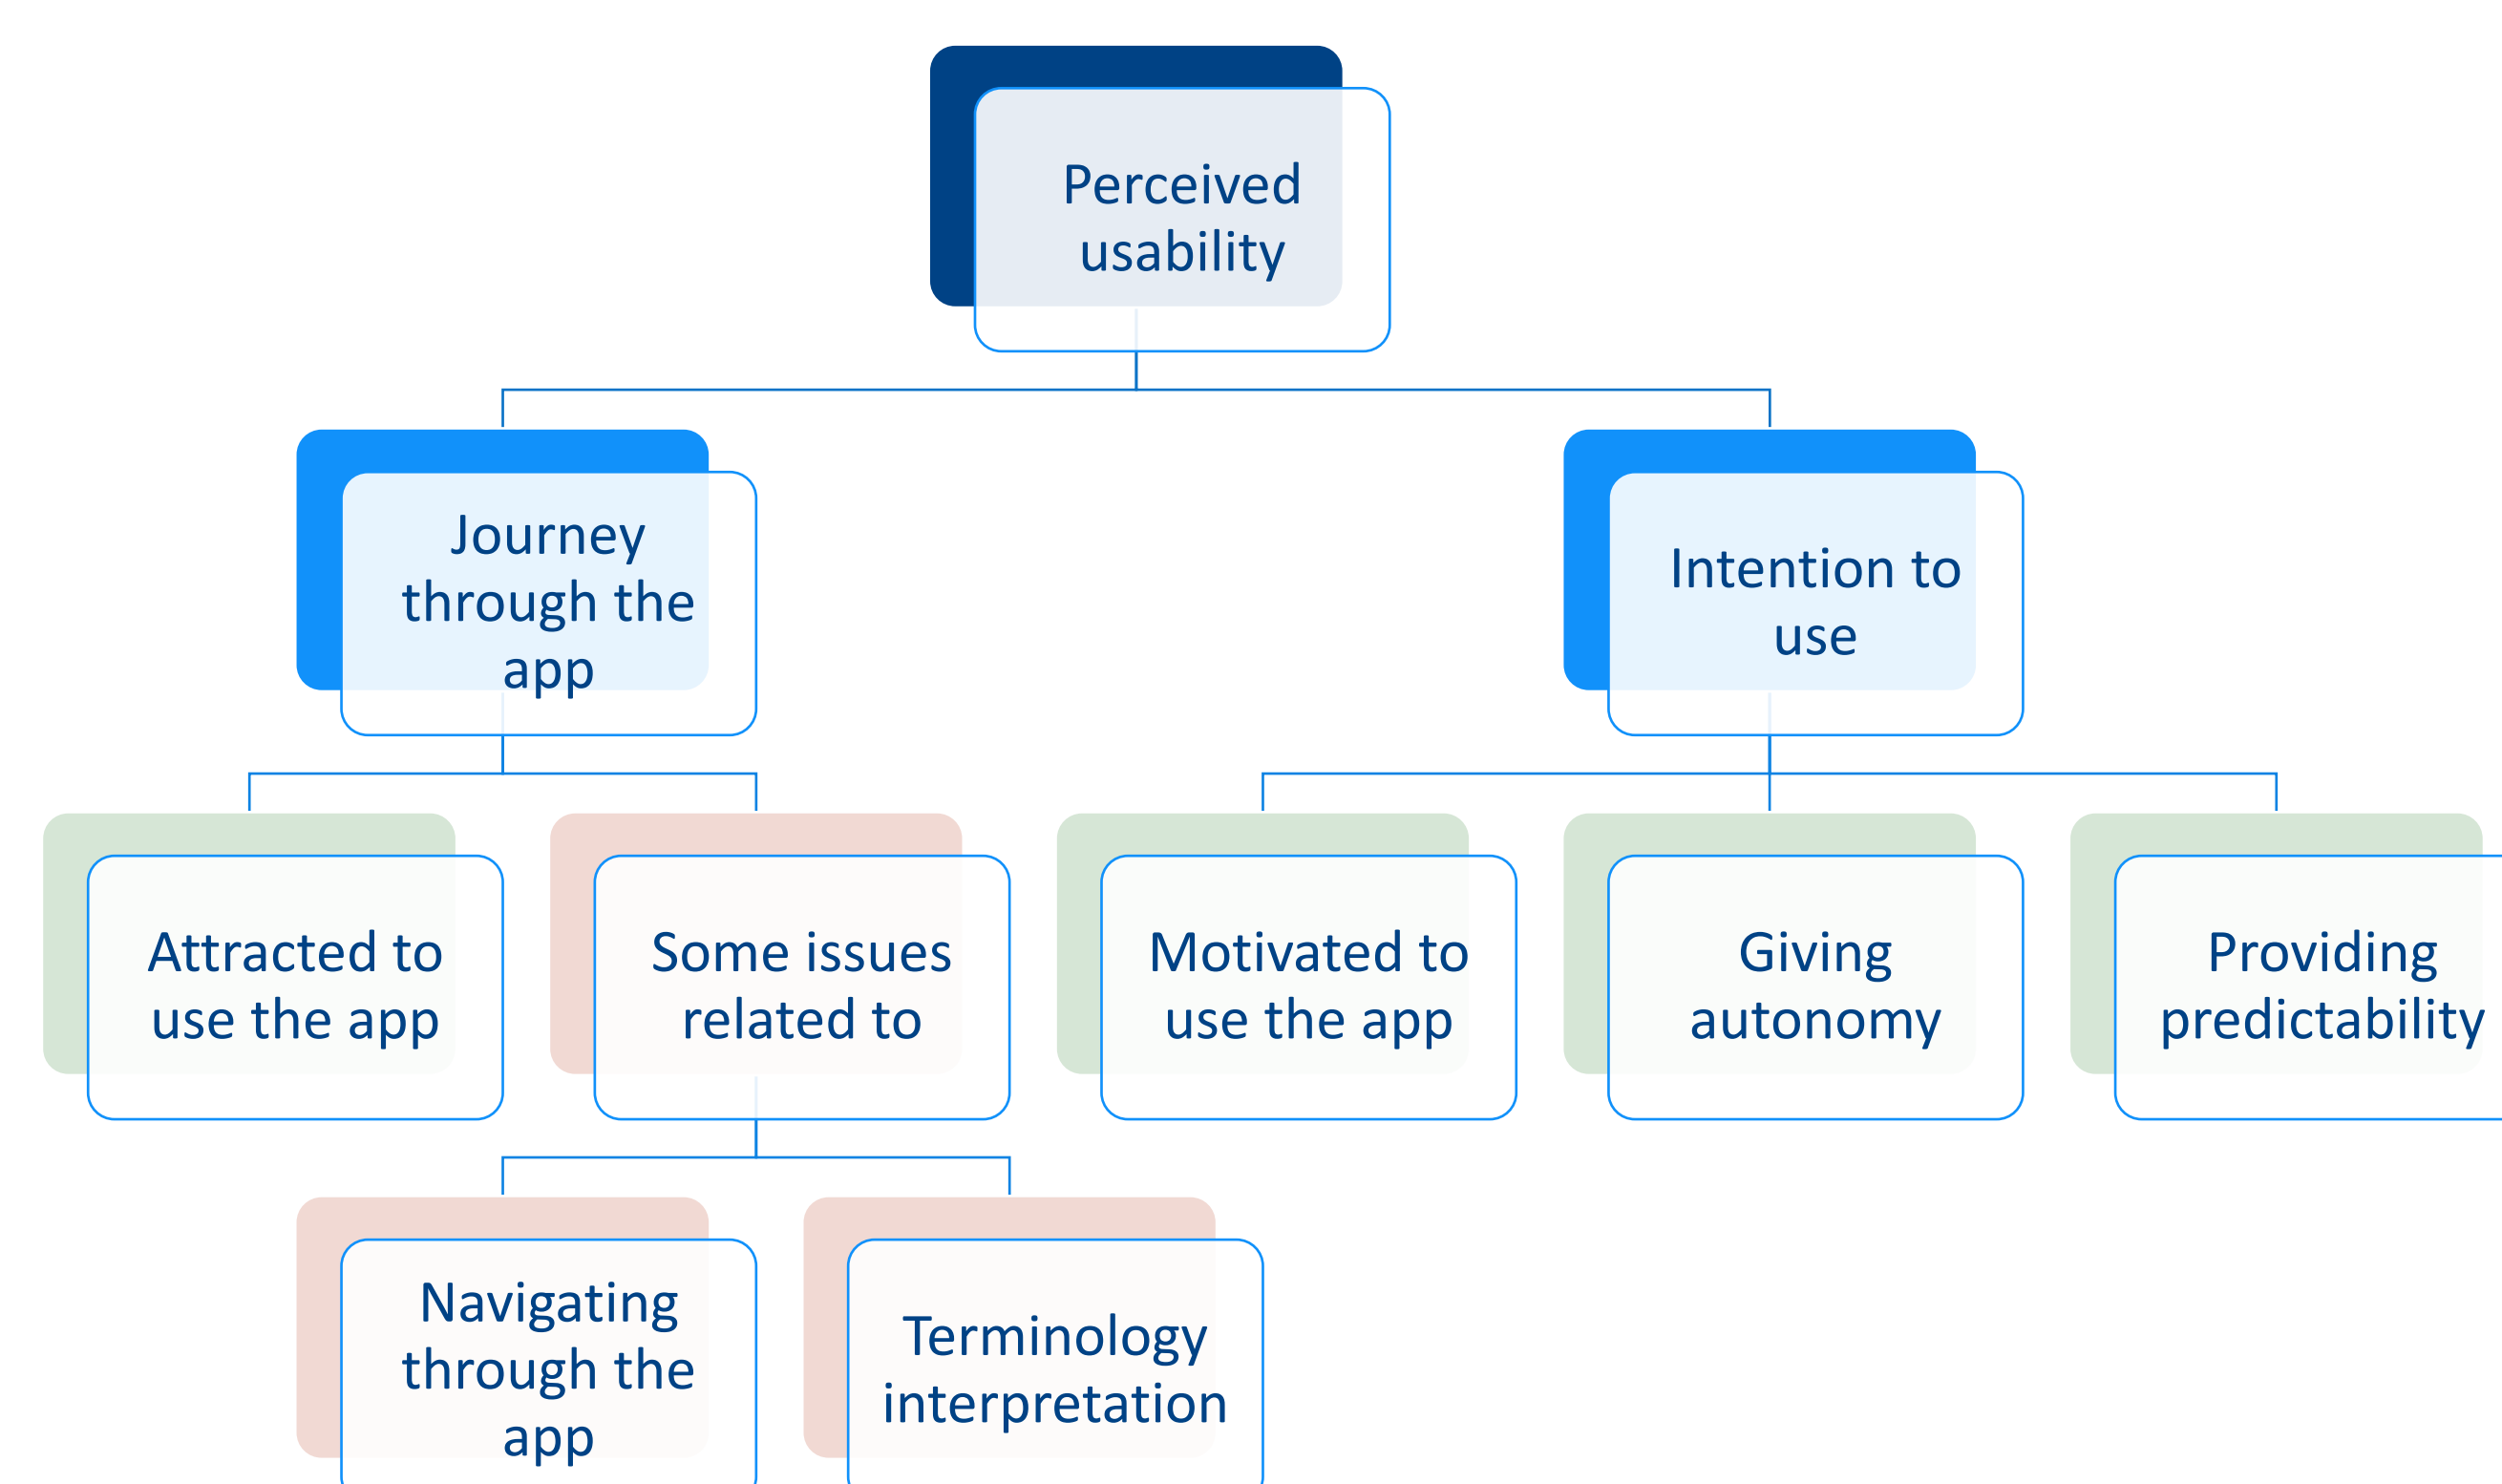 Perceived
usability
Journey
through the
app
Intention to
use
Attracted to
use the app
Some issues
related to
Motivated to
use the app
Giving
autonomy
Providing
predictability
Navigating
through the
app
Terminology
interpretation